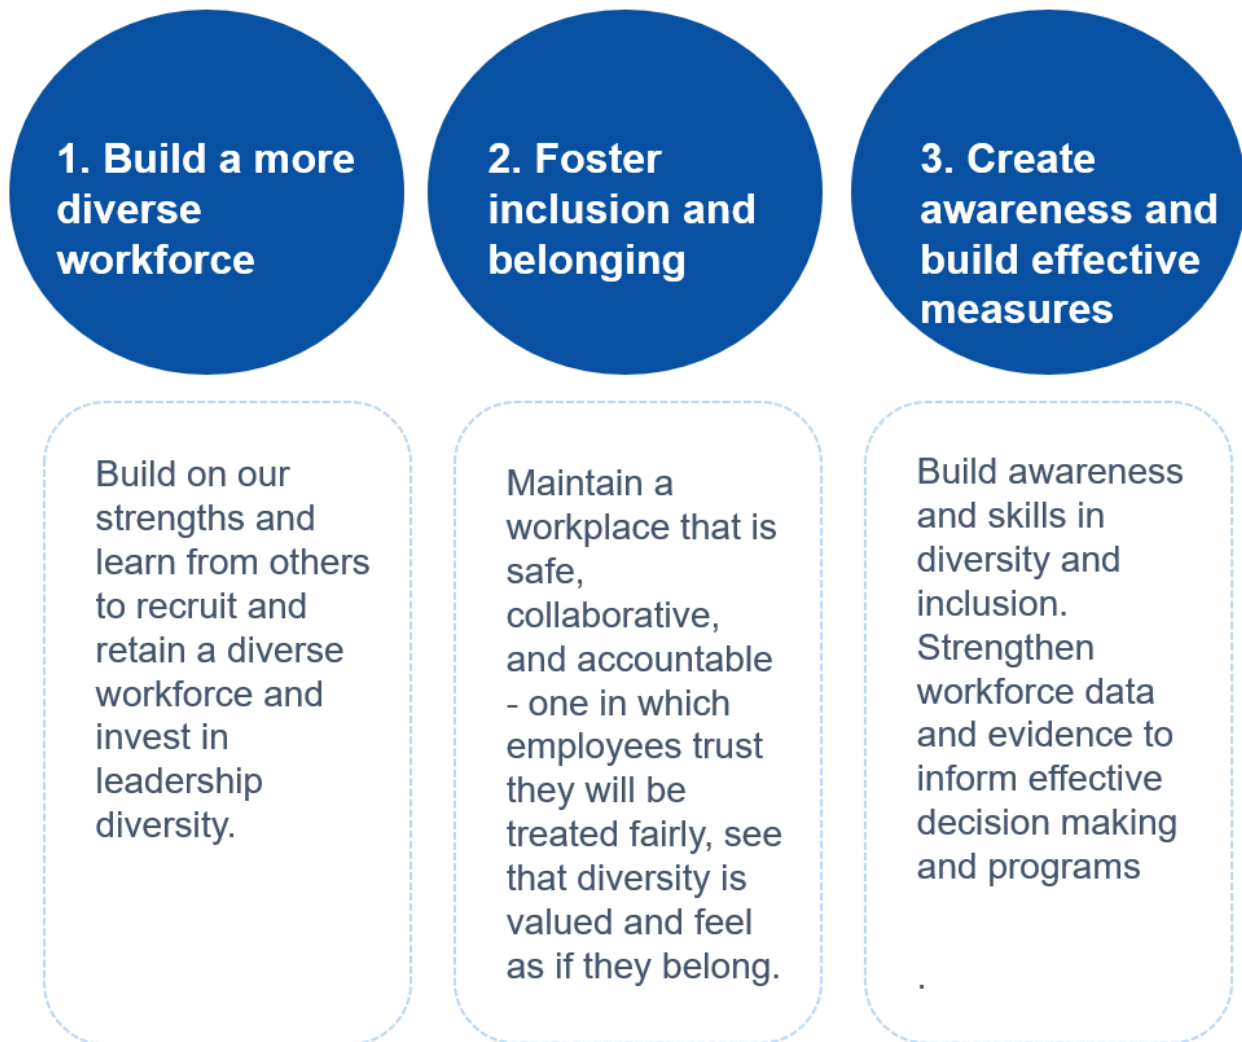 1. Build a more
diverse
workforce
Build on our
strengths and
learn from others
to recruit and
retain a diverse
workforce and
invest in
leadership
diversity.
2. Foster
inclusion and
belonging
Maintain a
workplace that is
safe,
collaborative,
and accountable
- one in which
employees trust
they will be
treated fairly, see
that diversity is
valued and feel
as if they belong.
3. Create
awareness and
build effective
measures
Build awareness
and skills in
diversity and
inclusion.
Strengthen
workforce data
and evidence to
inform effective
decision making
and programs
.